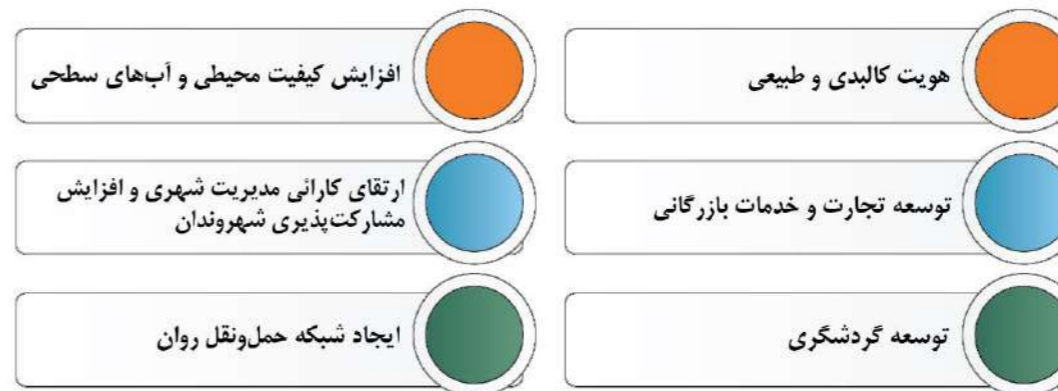 هویت کالبدی و طبیعی
افزایش کیفیت محیطی و آب‌های سطحی
توسعه تجارت و خدمات بازرگانی
ارتقای کارائی مدیریت شهری و افزایش
مشارکت‌پذیری شهروندان
توسعه گردشگری
ایجاد شبکه حمل‌ونقل روان